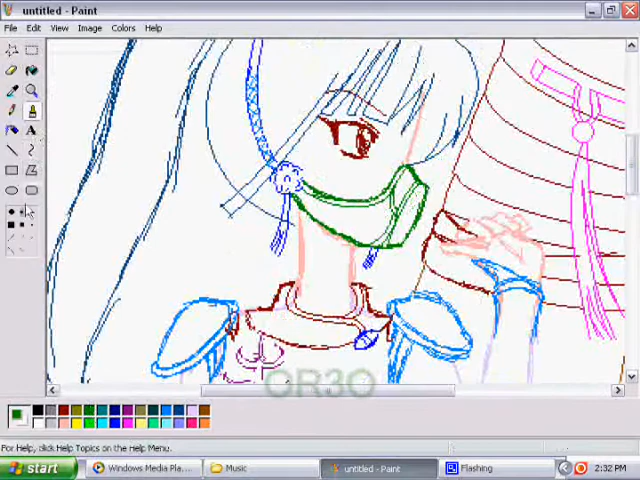 untitled - Paint
File Edit View Image Colors Help
A
OR3O
For Help, click Help Topics on the Help Menu.
start Windows Media Pla... Music untitled - Paint Flashing 2:32 PM